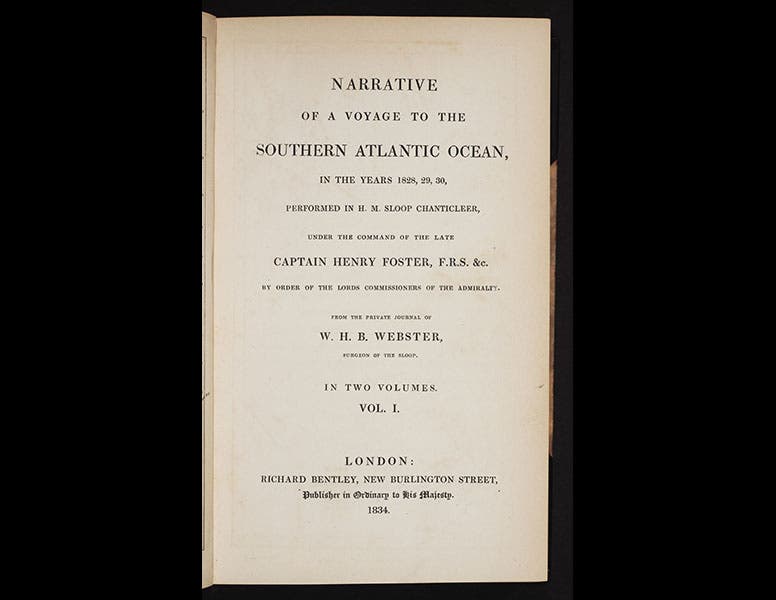 NARRATIVE
OF A VOYAGE TO THE
SOUTHERN ATLANTIC OCEAN,
IN THE YEARS 1828, 29, 30,
PERFORMED IN H. M. SLOOP CHANTICLEER,
UNDER THE COMMAND OF THE LATE
CAPTAIN HENRY FOSTER, F.R.S. &c.
BY ORDER OF THE LORDS COMMISSIONERS OF THE ADMIRALTY.
FROM THE PRIVATE JOURNAL OF
W. H. B. WEBSTER,
SURGEON OF THE SLOOP.
IN TWO VOLUMES.
VOL. I.
LONDON:
RICHARD BENTLEY, NEW BURLINGTON STREET,
Publisher in Ordinary to His Majesty.
1834.